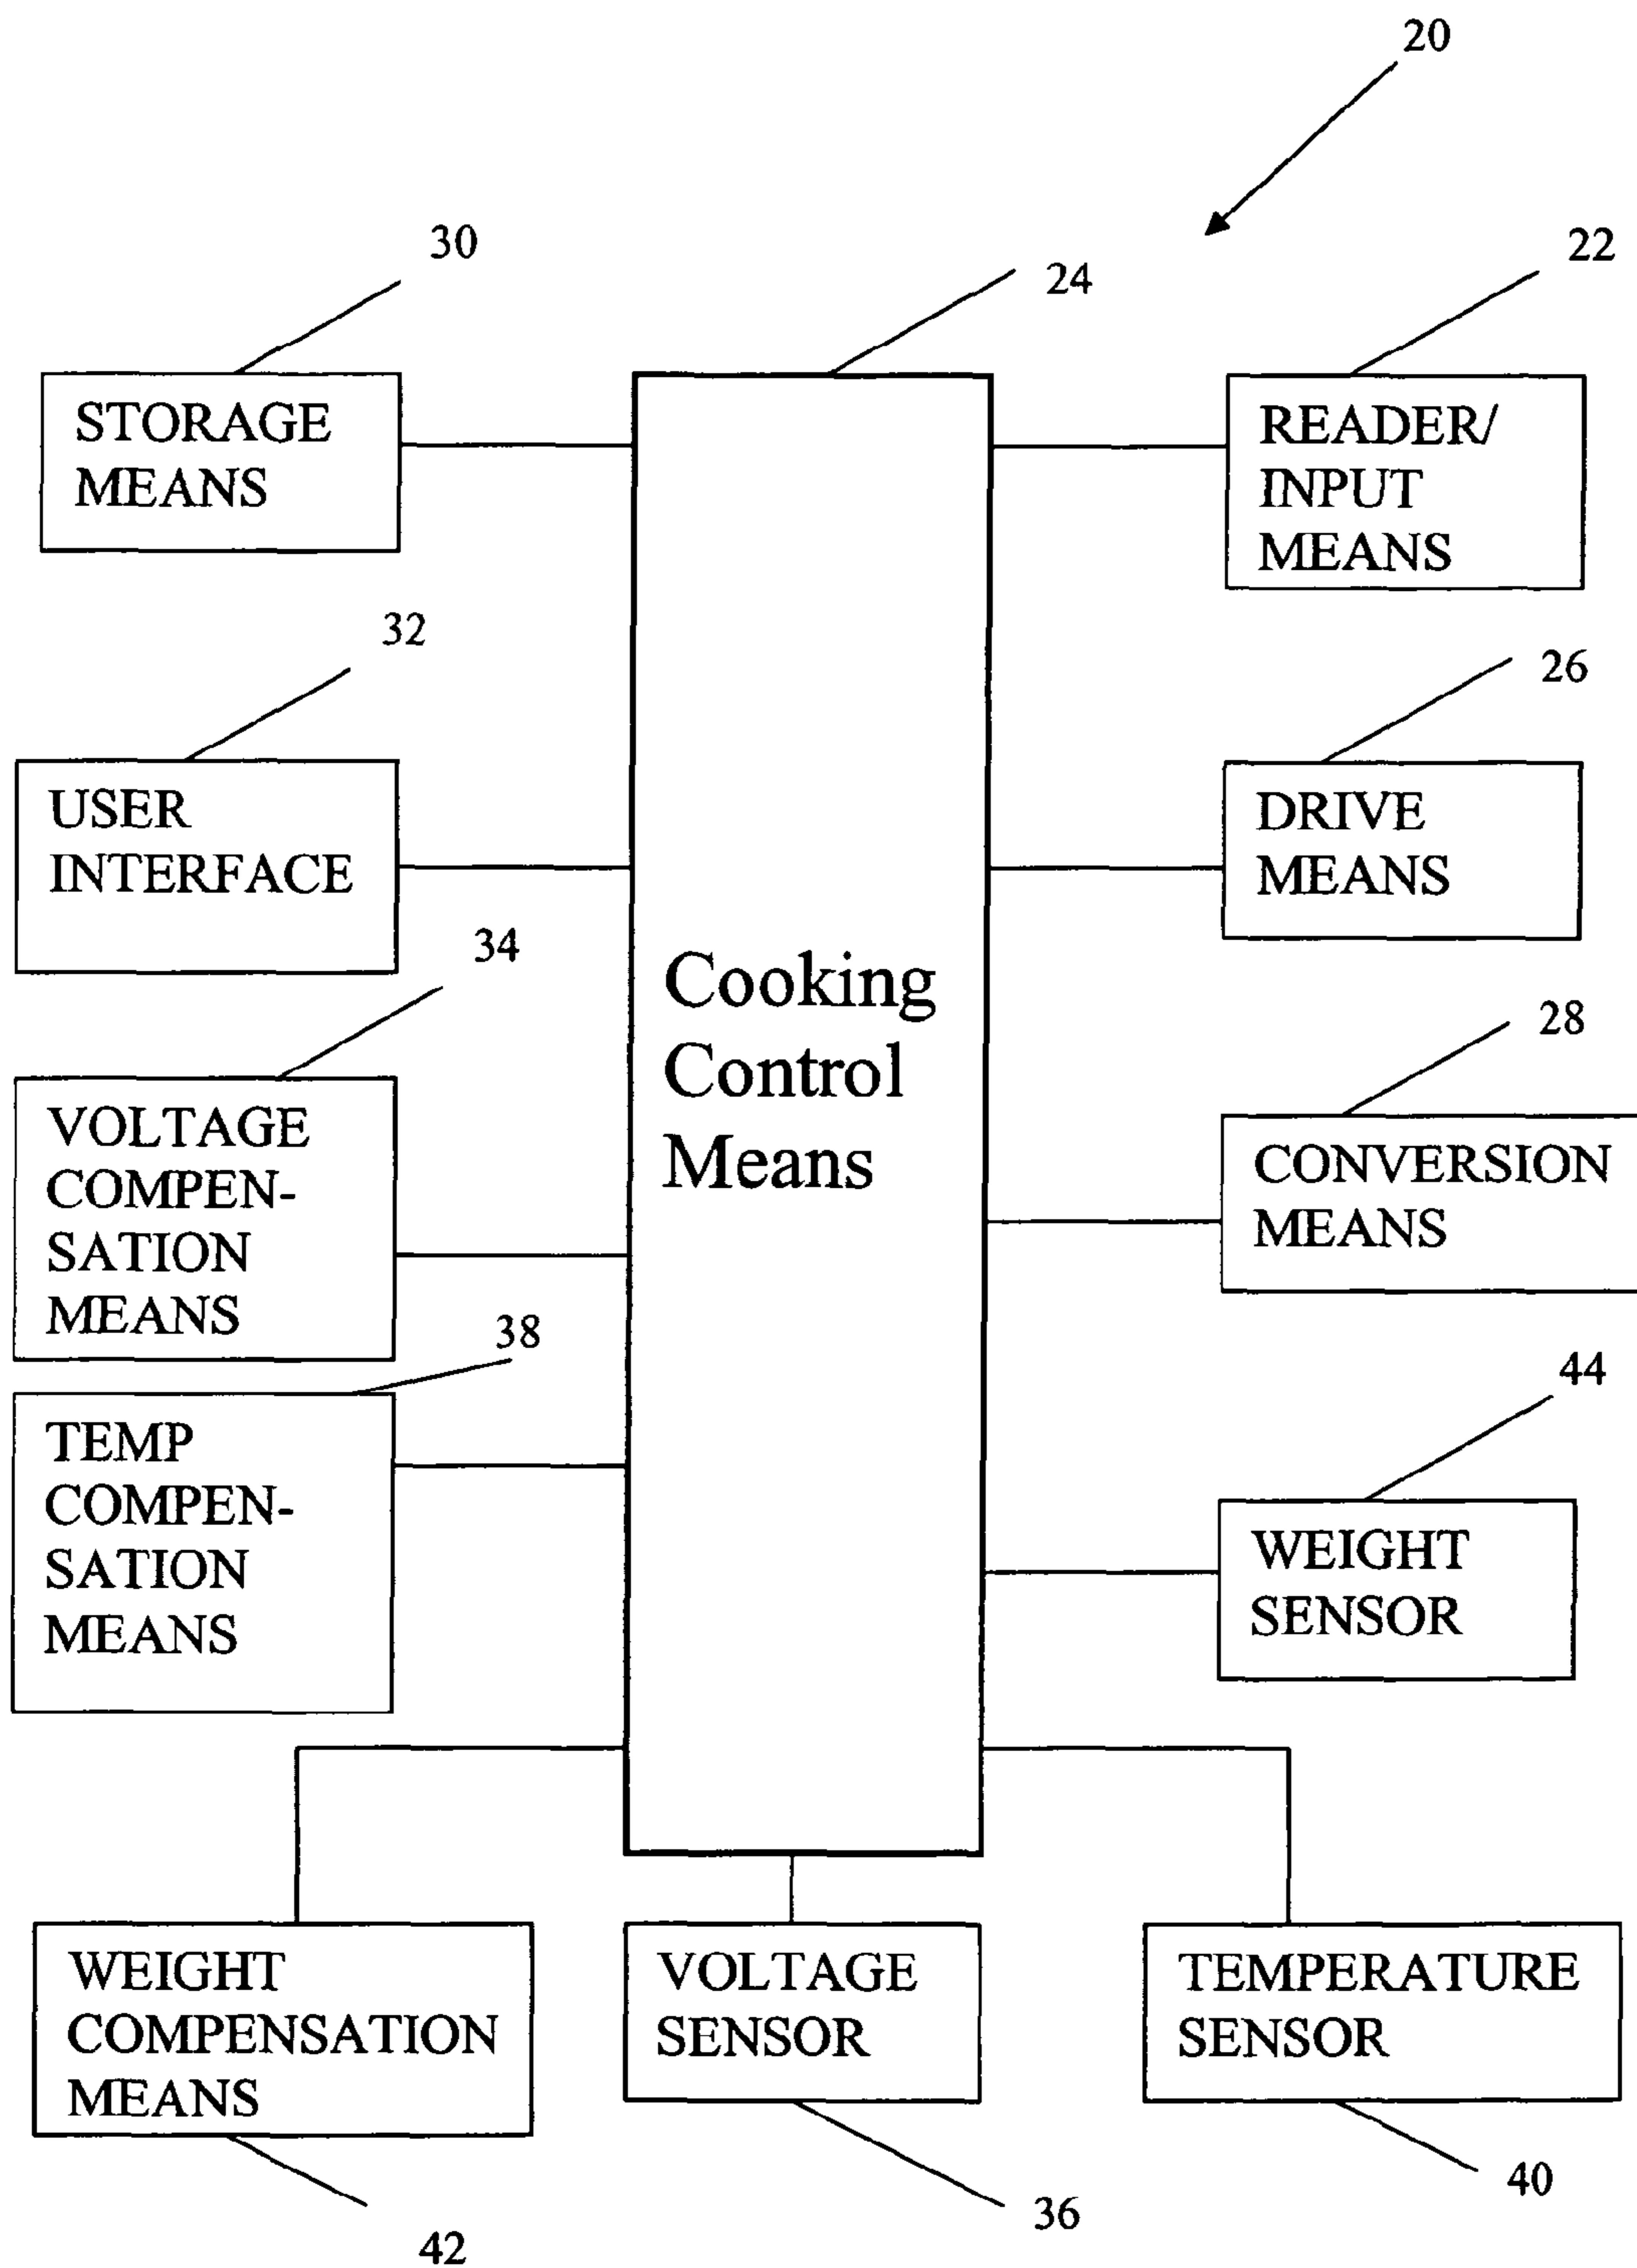 20
30
24
22
STORAGE
MEANS
READER/
INPUT
MEANS
32
26
USER
INTERFACE
DRIVE
MEANS
34
Cooking
Control
Means
28
VOLTAGE
COMPEN-
SATION
MEANS
CONVERSION
MEANS
38
44
TEMP
COMPEN-
SATION
MEANS
WEIGHT
SENSOR
WEIGHT
COMPENSATION
MEANS
VOLTAGE
SENSOR
TEMPERATURE
SENSOR
42
36
40